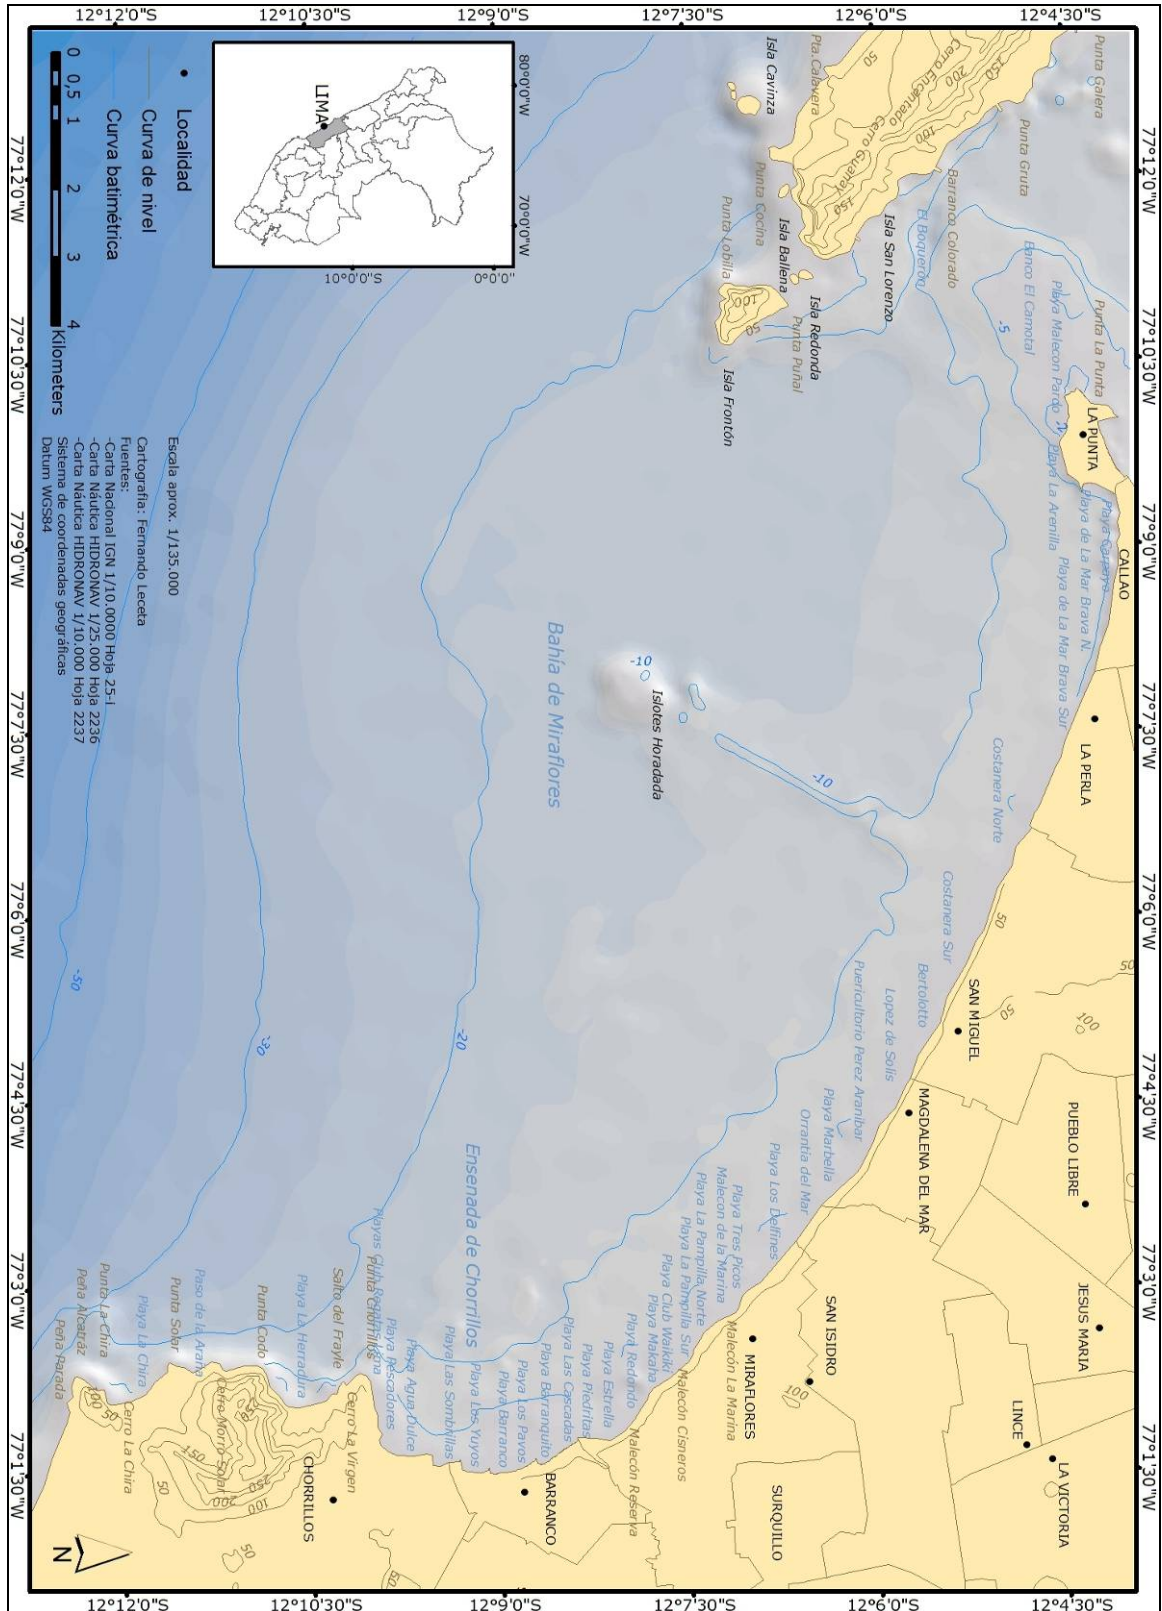 77°12'0"W
77°10'30"W
77°9'0"W
77°7'30"W
77°6'0"W
77°4'30"W
77°3'0"W
77°1'30"W
12°4'30"S
12°6'0"S
12°7'30"S
12°9'0"S
12°10'30"S
12°12'0"S
Punta Galera
Punta Gruta
Cerro Encantado
Cerro Guanay
Barranco Colorado
El Boquerón
Isla San Lorenzo
Pta.Calavera
Isla Cavinza
Punta Cocina
Isla Ballena
Isla Redonda
Punta Puñal
Punta Lobilla
Isla Frontón
Banco El Camotal
Punta La Punta
Playa Malecon Pardo
LA PUNTA
Playa La Arenilla
Playa Carpayo
Playa de La Mar Brava N.
Playa de La Mar Brava Sur
CALLAO
LA PERLA
Costanera Norte
Costanera Sur
Bertolotto
Lopez de Solis
Puericultorio Perez Aranibar
SAN MIGUEL
PUEBLO LIBRE
MAGDALENA DEL MAR
Playa Marbella
Orrantia del Mar
Playa Los Delfines
JESUS MARIA
LINCE
LA VICTORIA
SAN ISIDRO
Playa Tres Picos
Malecon de la Marina
Playa La Pampilla Norte
Playa La Pampilla Sur
Playa Club Waikiki
Playa Makaha
Playa Redondo
Playa Estrella
Playa Piedritas
Playa Las Cascadas
Playa Barranquito
Playa Los Pavos
Playa Barranco
Playa Los Yuyos
Playa Las Sombrillas
Playa Agua Dulce
Playa Pescadores
MIRAFLORES
Malecón La Marina
Malecón Cisneros
Malecón Reserva
SURQUILLO
BARRANCO
CHORRILLOS
Islotes Horadada
Bahía de Miraflores
Ensenada de Chorrillos
Punta Chorrillos
Salto del Frayle
Cerro La Virgen
Playa La Herradura
Punta Codo
Cerro Morro Solar
Paso de la Arana
Punta Solar
Playa La Chira
Cerro La Chira
Punta La Chira
Peña Alcatráz
Peña Parada
50
100
150
200
-5
-10
-10
-20
-30
-50
80°0'0"W
70°0'0"W
0°0'0"
10°0'0"S
LIMA
Localidad
Curva de nivel
Curva batimétrica
0 0,5 1 2 3 4
Kilometers
Escala aprox. 1/135.000
Cartografía: Fernando Leceta
Fuentes:
-Carta Nacional IGN 1/10.0000 Hoja 25-i
-Carta Náutica HIDRONAV 1/25.000 Hoja 2236
-Carta Náutica HIDRONAV 1/10.000 Hoja 2237
Sistema de coordenadas geográficas
Datum WGS84
N